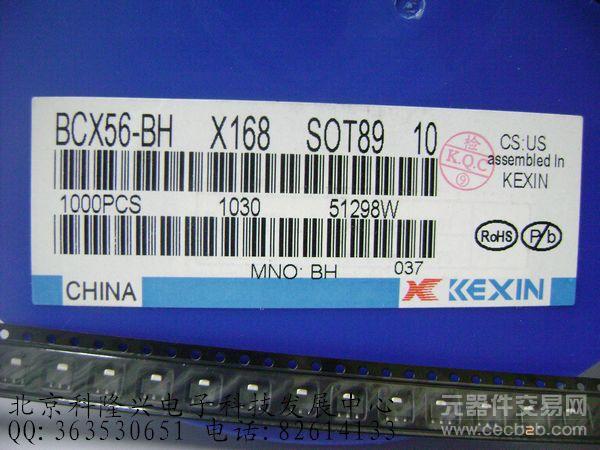 BCX56-BH X168 SOT89 10
检
K.Q.C
⑨
CS:US
assembled In
KEXIN
1000PCS 1030 51298W
RoHS
P/b
MNO: BH 037
CHINA
KEXIN
北京科隆兴电子科技发展中心
QQ:363530651 电话:82614133
元器件交易网
www.cecb2b.com